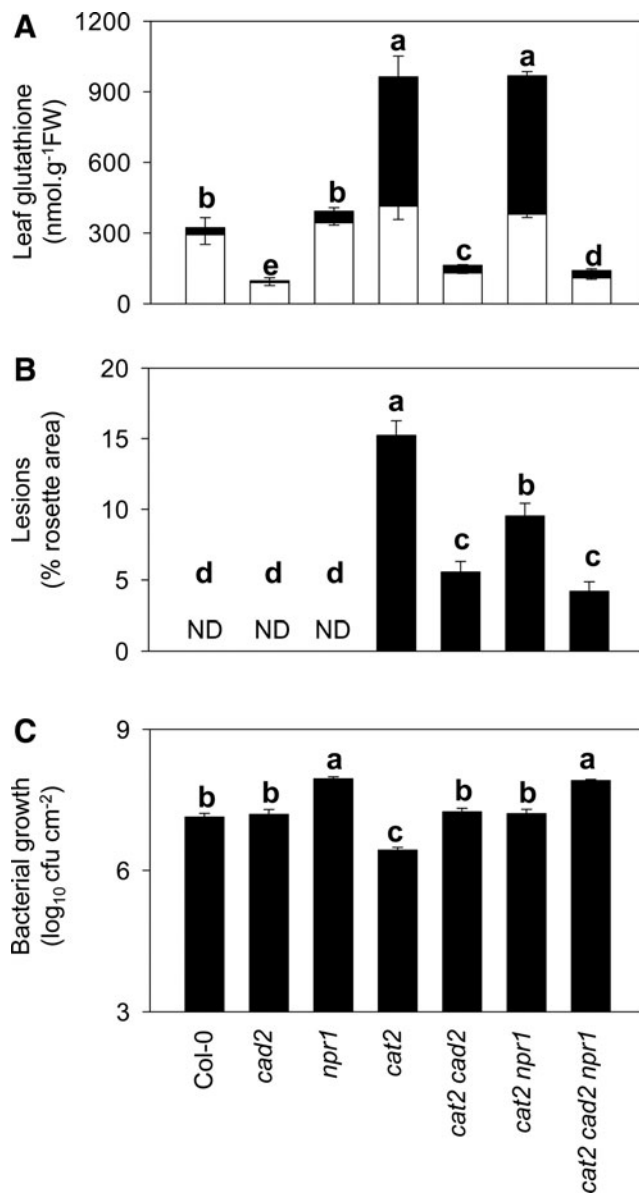 A
Leaf glutathione
(nmol.g⁻¹FW)
1200
900
600
300
0
b
e
b
a
c
a
d
B
Lesions
(% rosette area)
20
15
10
5
0
d d d a c b c
ND ND ND
C
Bacterial growth
(log₁₀ cfu cm⁻²)
9
6
3
b b a c b b a
Col-0
cad2
npr1
cat2
cat2 cad2
cat2 npr1
cat2 cad2 npr1